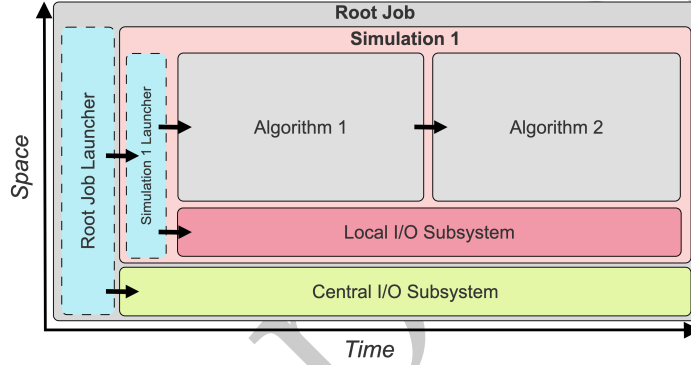 Root Job
Simulation 1
Root Job Launcher
Simulation 1 Launcher
Algorithm 1
Algorithm 2
Local I/O Subsystem
Central I/O Subsystem
Space
Time